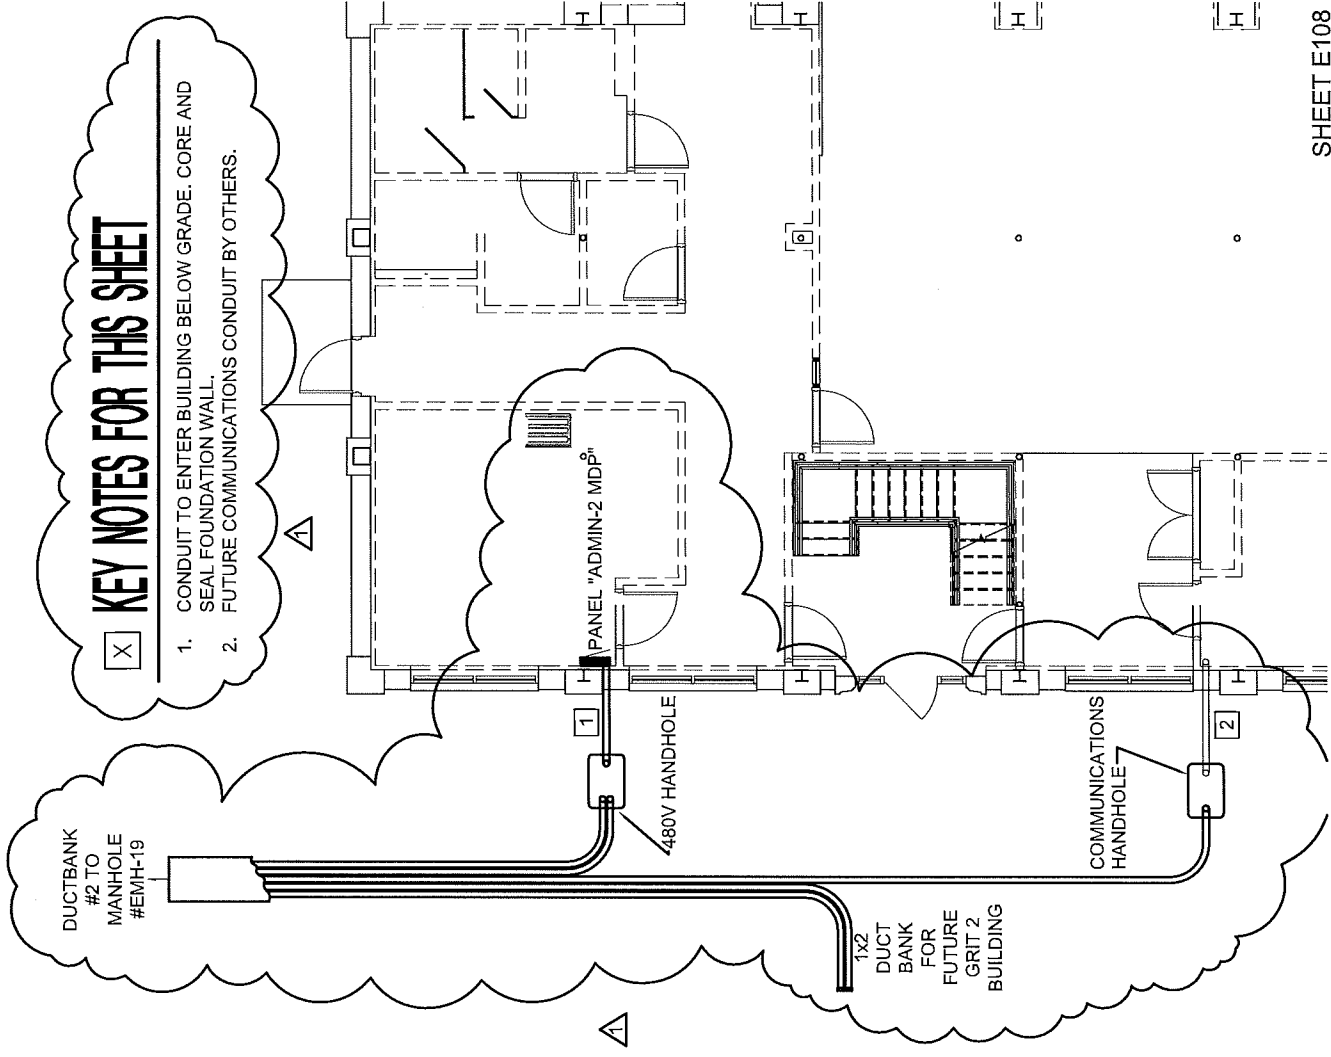 X KEY NOTES FOR THIS SHEET
1. CONDUIT TO ENTER BUILDING BELOW GRADE. CORE AND
SEAL FOUNDATION WALL.
2. FUTURE COMMUNICATIONS CONDUIT BY OTHERS.
1
DUCTBANK
#2 TO
MANHOLE
#EMH-19
PANEL "ADMIN-2 MDP"
1
480V HANDHOLE
COMMUNICATIONS
HANDHOLE
2
1x2
DUCT
BANK
FOR
FUTURE
GRIT 2
BUILDING
1
SHEET E108